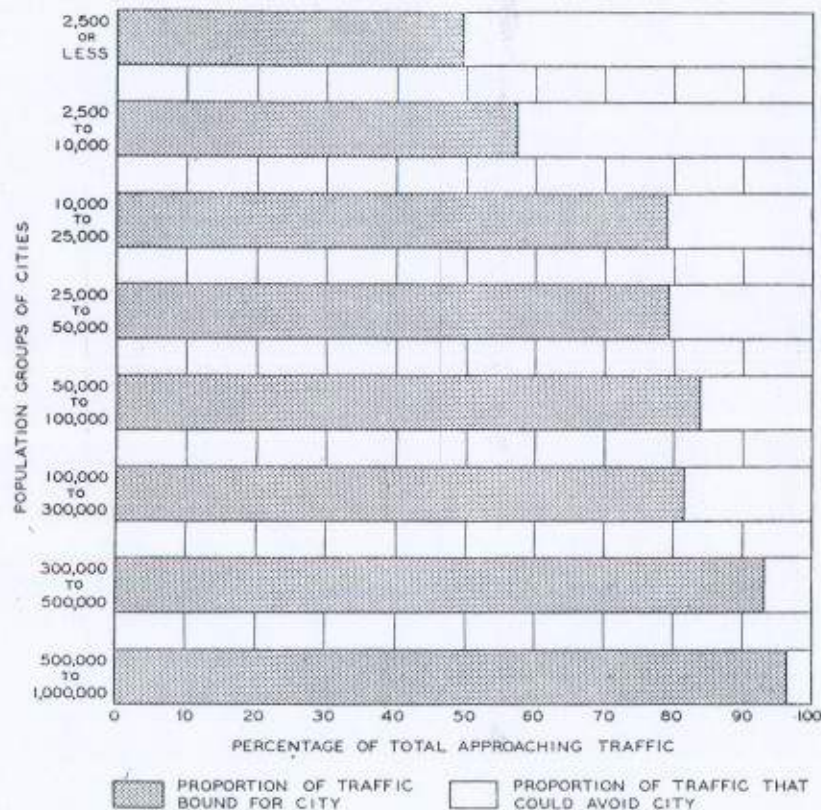 2,500
OR
LESS
2,500
TO
10,000
10,000
TO
25,000
25,000
TO
50,000
50,000
TO
100,000
100,000
TO
300,000
300,000
TO
500,000
500,000
TO
1,000,000
POPULATION GROUPS OF CITIES
0 10 20 30 40 50 60 70 80 90 100
PERCENTAGE OF TOTAL APPROACHING TRAFFIC
PROPORTION OF TRAFFIC
BOUND FOR CITY
PROPORTION OF TRAFFIC THAT
COULD AVOID CITY